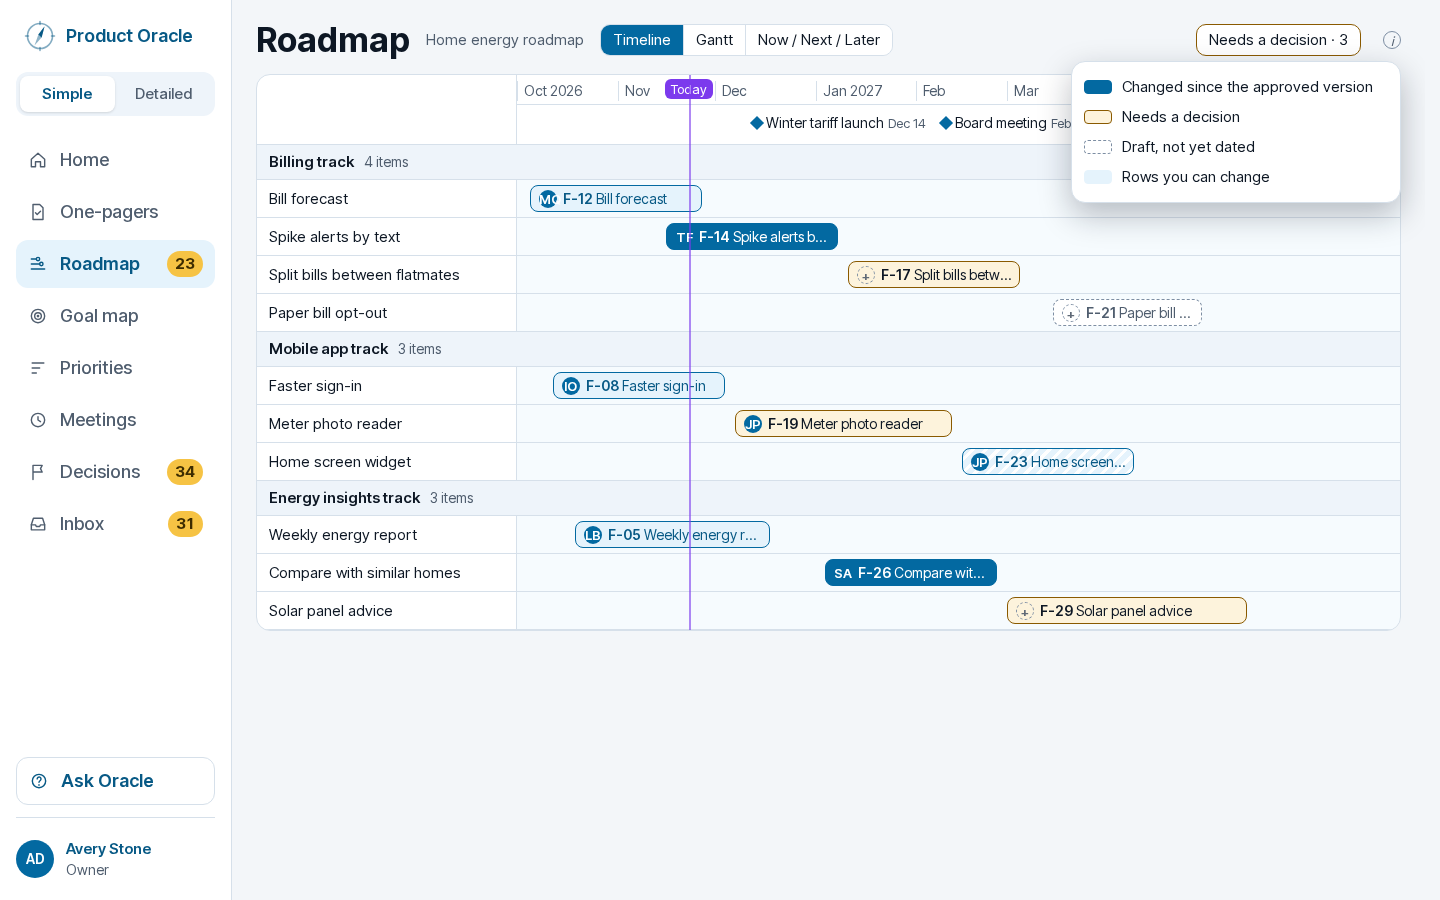 Product Oracle
Simple
Detailed
Home
One-pagers
Roadmap
23
Goal map
Priorities
Meetings
Decisions
34
Inbox
31
Ask Oracle
AD
Avery Stone
Owner
Roadmap
Home energy roadmap
Timeline
Gantt
Now / Next / Later
Needs a decision · 3
i
Changed since the approved version
Needs a decision
Draft, not yet dated
Rows you can change
Oct 2026
Nov
Today
Dec
Jan 2027
Feb
Mar
Winter tariff launch Dec 14
Board meeting Feb
Billing track 4 items
Bill forecast
F-12 Bill forecast
Spike alerts by text
TF F-14 Spike alerts b…
Split bills between flatmates
+ F-17 Split bills betw…
Paper bill opt-out
+ F-21 Paper bill …
Mobile app track 3 items
Faster sign-in
IO F-08 Faster sign-in
Meter photo reader
JP F-19 Meter photo reader
Home screen widget
JP F-23 Home screen…
Energy insights track 3 items
Weekly energy report
LB F-05 Weekly energy r…
Compare with similar homes
SA F-26 Compare wit…
Solar panel advice
+ F-29 Solar panel advice